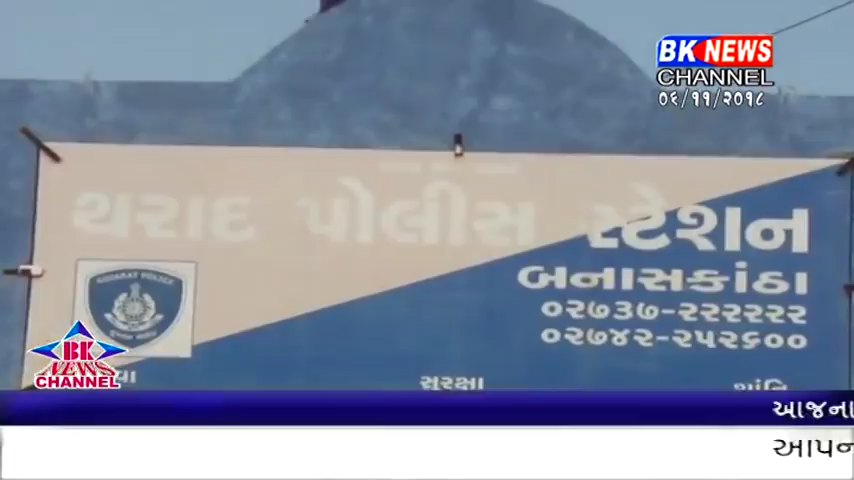 BK NEWS
CHANNEL
૦૬/૧૧/૨૦૧૮
થરાદ પોલીસ સ્ટેશન
બનાસકાંઠા
૦૨૭૩૭-૨૨૨૨૨૨
૦૨૭૪૨-૨૫૨૬૦૦
GUJARAT POLICE
BK
NEWS
CHANNEL
સુરક્ષા
શાંતિ
આજના
આપન